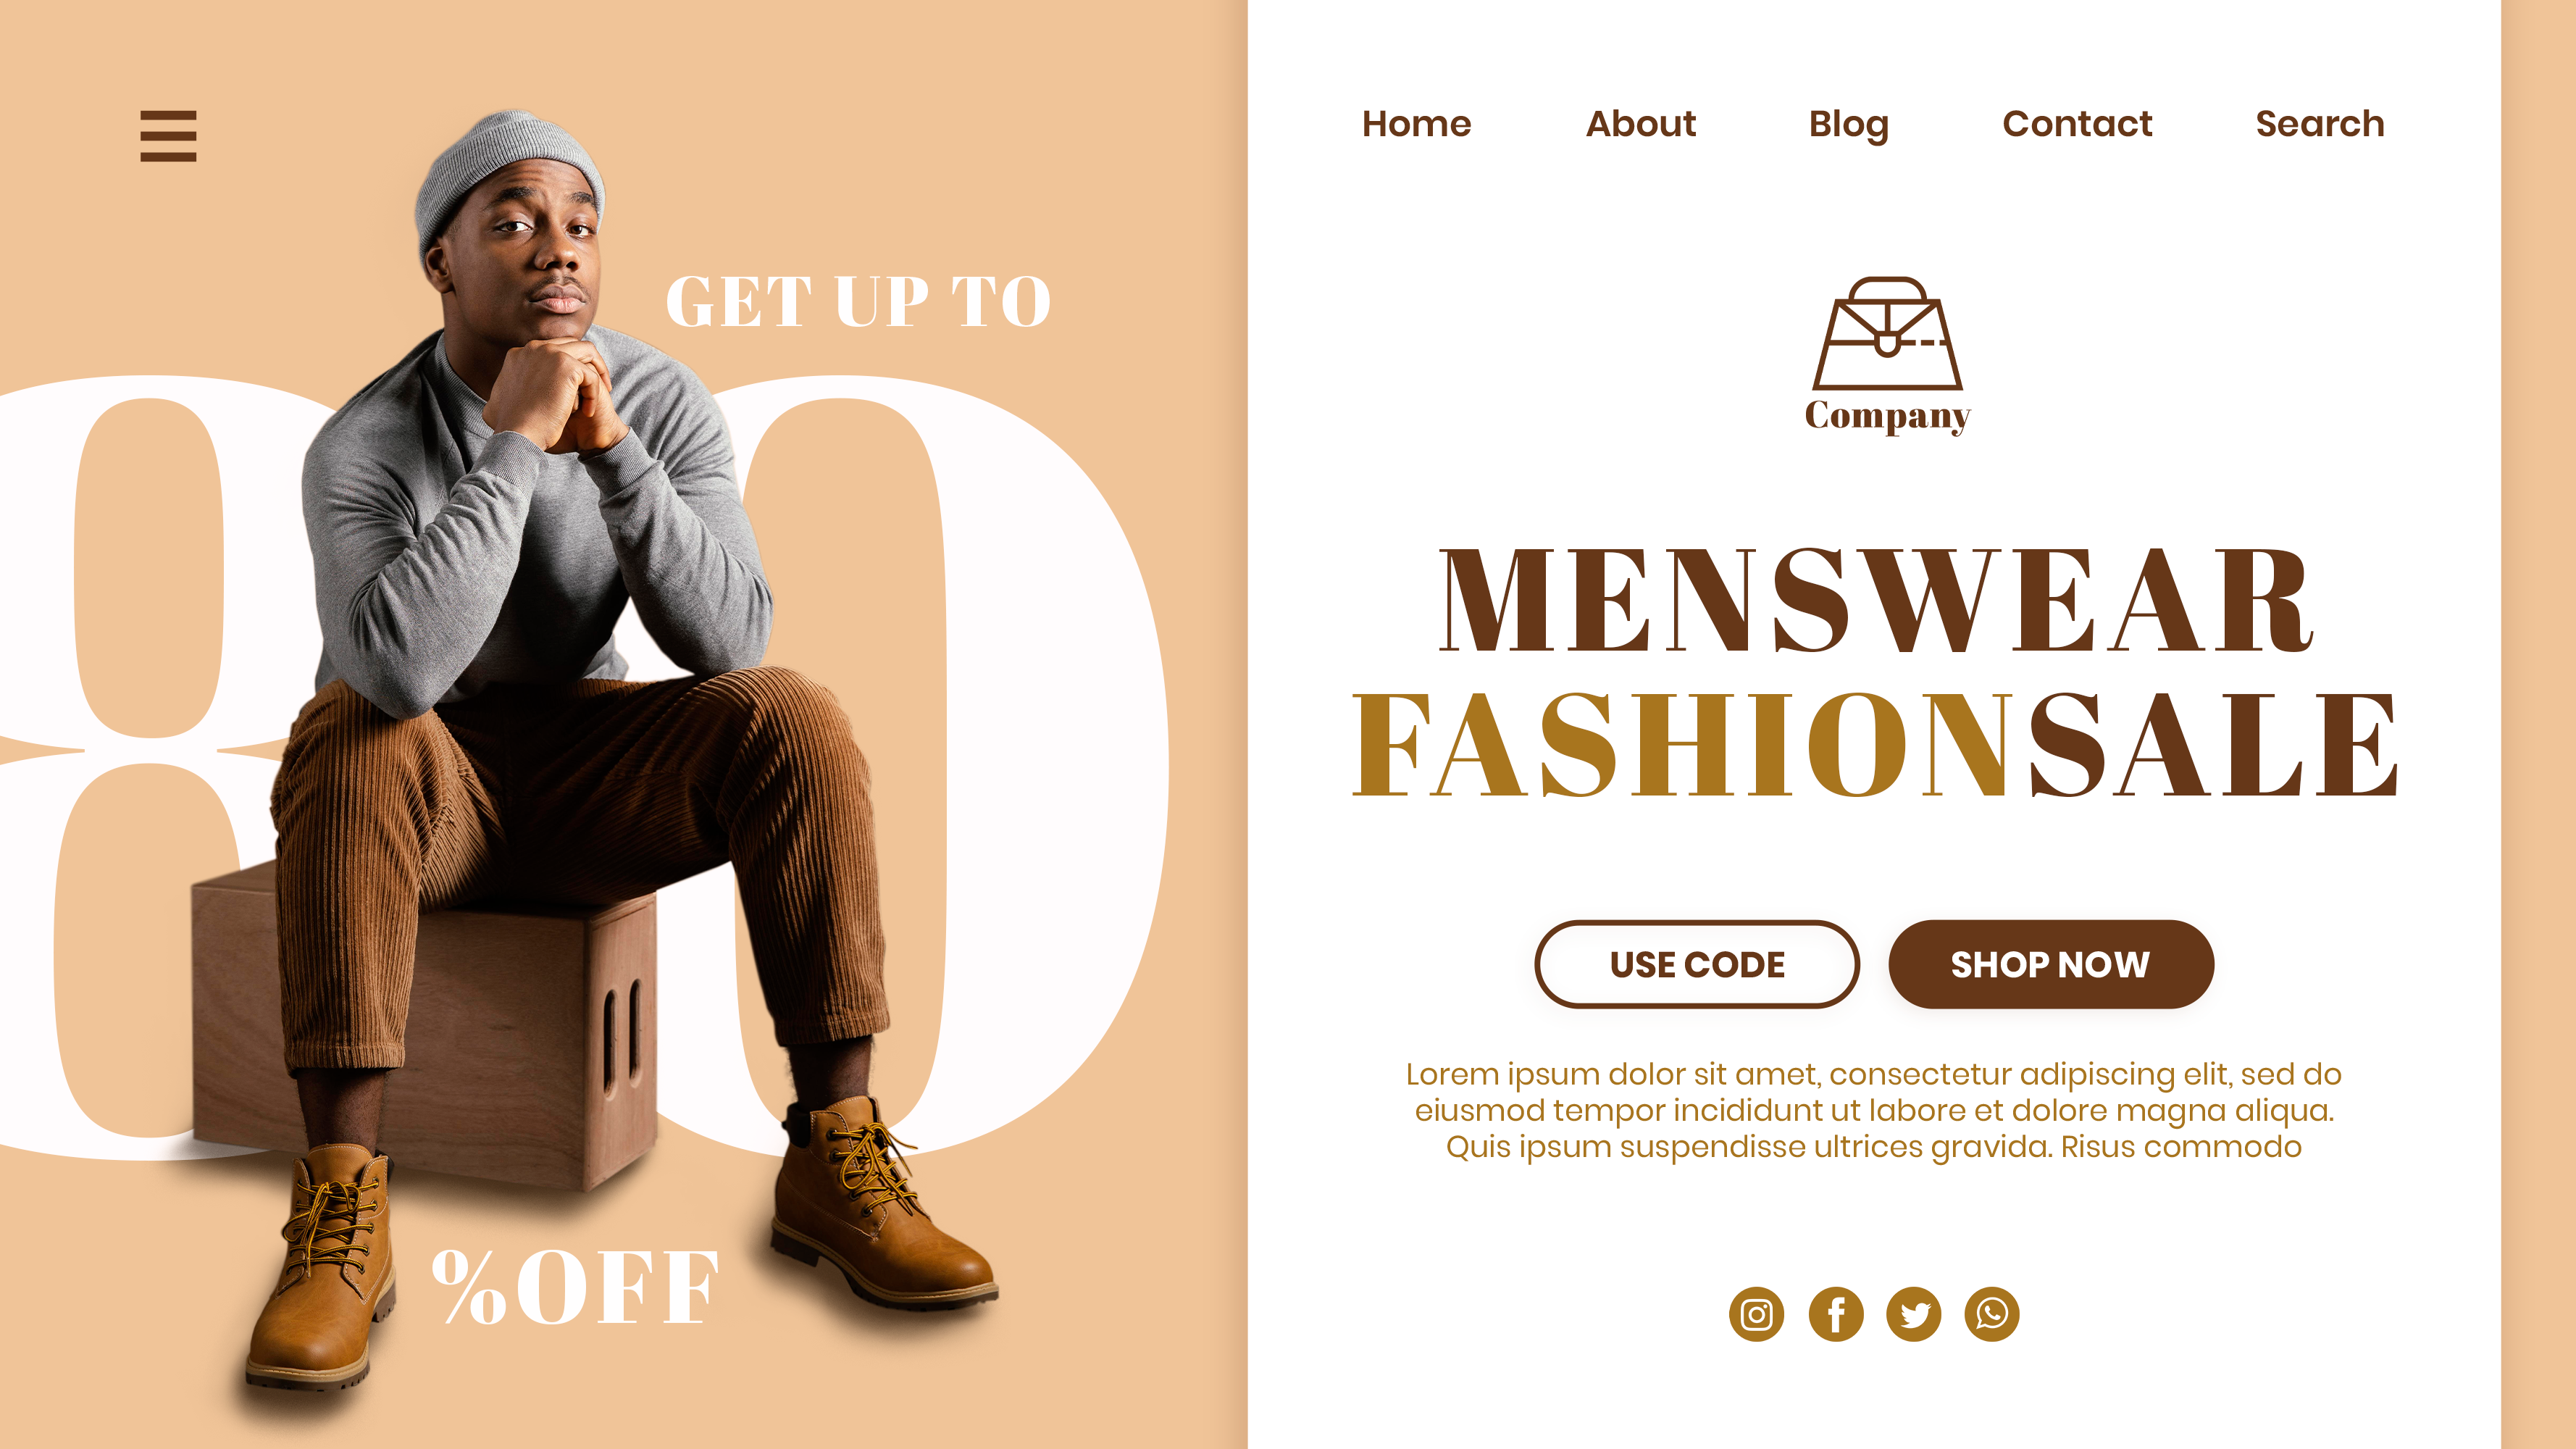 GET UP TO
80
%OFF
Home About Blog Contact Search
Company
MENSWEAR
FASHIONSALE
USE CODE SHOP NOW
Lorem ipsum dolor sit amet, consectetur adipiscing elit, sed do
eiusmod tempor incididunt ut labore et dolore magna aliqua.
Quis ipsum suspendisse ultrices gravida. Risus commodo